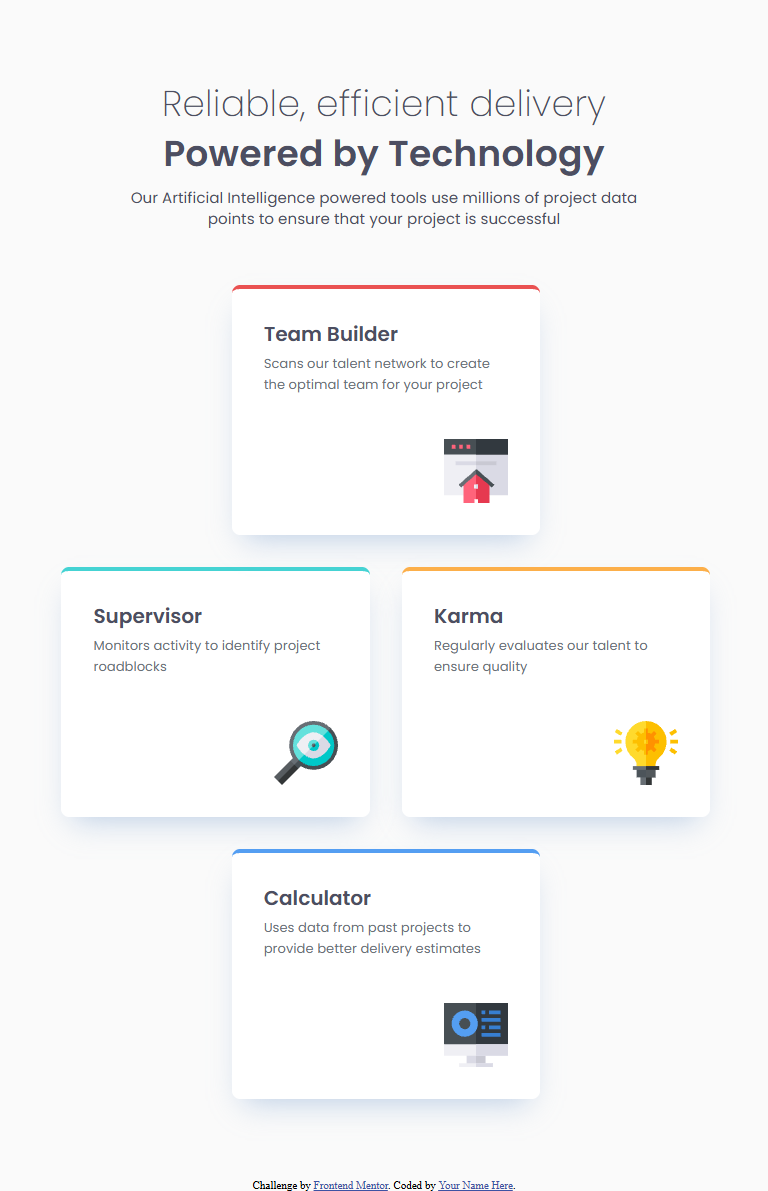 Reliable, efficient delivery
Powered by Technology
Our Artificial Intelligence powered tools use millions of project data
points to ensure that your project is successful
Team Builder
Scans our talent network to create
the optimal team for your project
Supervisor
Monitors activity to identify project
roadblocks
Karma
Regularly evaluates our talent to
ensure quality
Calculator
Uses data from past projects to
provide better delivery estimates
Challenge by Frontend Mentor. Coded by Your Name Here.